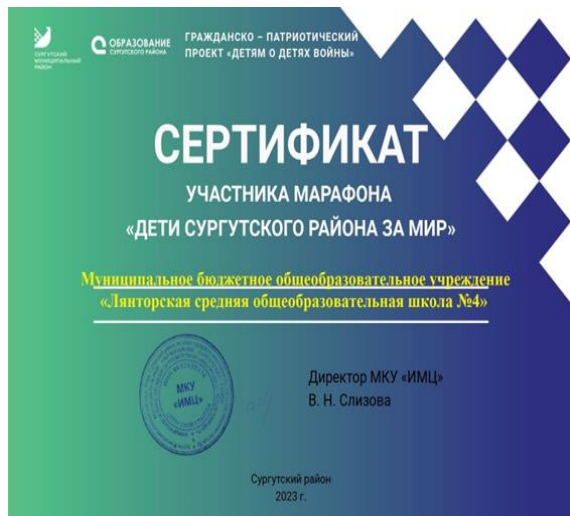 СУРГУТСКИЙ
МУНИЦИПАЛЬНЫЙ
РАЙОН
ОБРАЗОВАНИЕ
СУРГУТСКОГО РАЙОНА
ГРАЖДАНСКО – ПАТРИОТИЧЕСКИЙ
ПРОЕКТ «ДЕТЯМ О ДЕТЯХ ВОЙНЫ»
СЕРТИФИКАТ
УЧАСТНИКА МАРАФОНА
«ДЕТИ СУРГУТСКОГО РАЙОНА ЗА МИР»
Муниципальное бюджетное общеобразовательное учреждение
«Лянторская средняя общеобразовательная школа №4»
МКУ
«ИМЦ»
Директор МКУ «ИМЦ»
В. Н. Слизова
Сургутский район
2023 г.